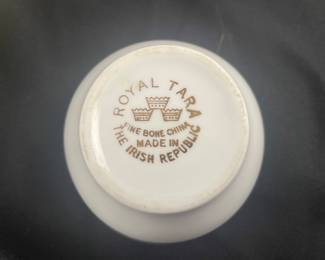 ROYAL TARA
FINE BONE CHINA
MADE IN
THE IRISH REPUBLIC